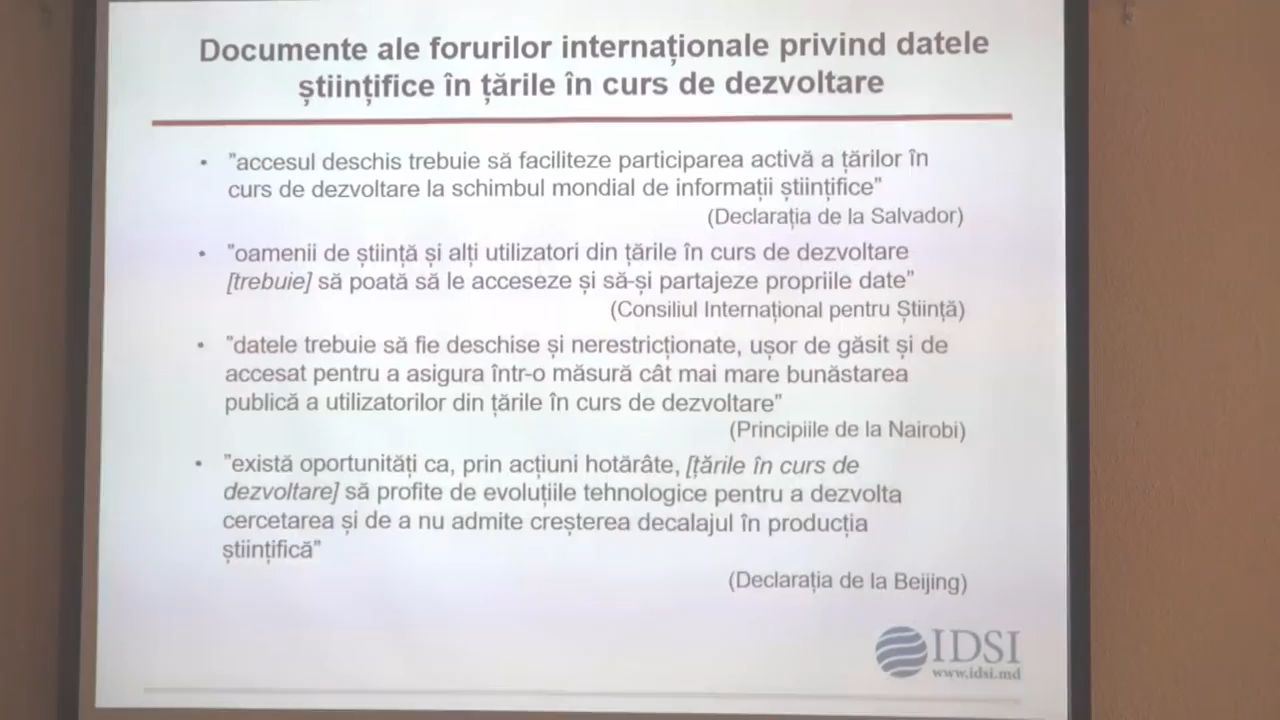 Documente ale forurilor internaționale privind datele
științifice în țările în curs de dezvoltare
• "accesul deschis trebuie să faciliteze participarea activă a țărilor în
curs de dezvoltare la schimbul mondial de informații științifice"
(Declarația de la Salvador)
• "oamenii de știință și alți utilizatori din țările în curs de dezvoltare
[trebuie] să poată să le acceseze și să-și partajeze propriile date"
(Consiliul Internațional pentru Știință)
• "datele trebuie să fie deschise și nerestricționate, ușor de găsit și de
accesat pentru a asigura într-o măsură cât mai mare bunăstarea
publică a utilizatorilor din țările în curs de dezvoltare"
(Principiile de la Nairobi)
• "există oportunități ca, prin acțiuni hotărâte, [țările în curs de
dezvoltare] să profite de evoluțiile tehnologice pentru a dezvolta
cercetarea și de a nu admite creșterea decalajul în producția
științifică"
(Declarația de la Beijing)
IDSI
www.idsi.md